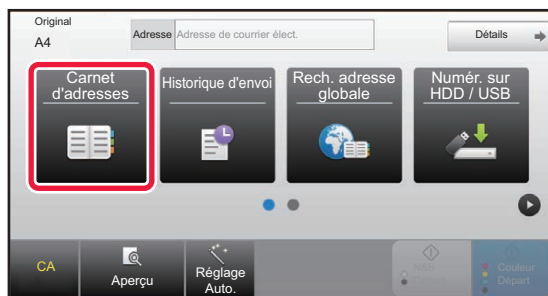 Original
A4
Adresse
Adresse de courrier élect.
Détails
Carnet
d'adresses
Historique d'envoi
Rech. adresse
globale
Numér. sur
HDD / USB
CA
Aperçu
Réglage
Auto.
N&B
Départ
Couleur
Départ